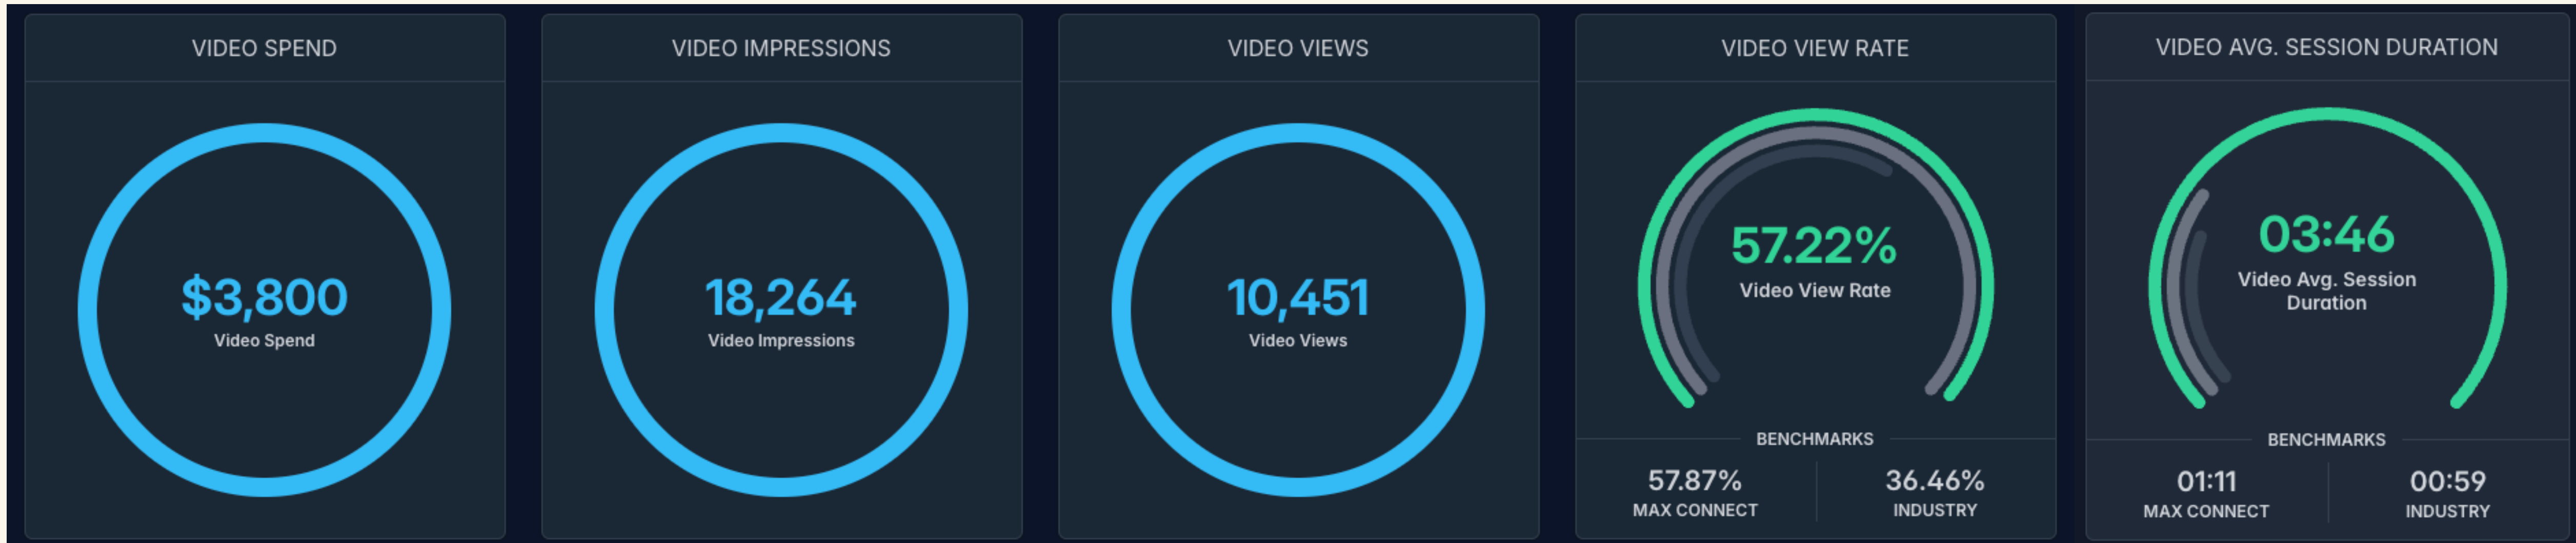 VIDEO SPEND
$3,800
Video Spend
VIDEO IMPRESSIONS
18,264
Video Impressions
VIDEO VIEWS
10,451
Video Views
VIDEO VIEW RATE
57.22%
Video View Rate
BENCHMARKS
57.87%
MAX CONNECT
36.46%
INDUSTRY
VIDEO AVG. SESSION DURATION
03:46
Video Avg. Session
Duration
BENCHMARKS
01:11
MAX CONNECT
00:59
INDUSTRY